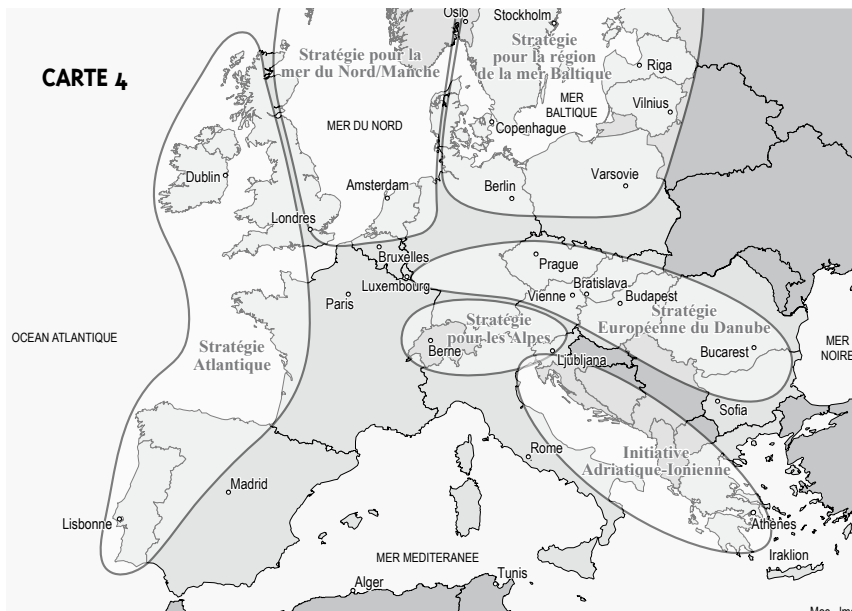 CARTE 4
Oslo
Stockholm
Stratégie pour la
mer du Nord/Manche
Stratégie
pour la région
de la mer Baltique
Riga
MER
BALTIQUE
Vilnius
MER DU NORD
Copenhague
Dublin
Amsterdam
Berlin
Varsovie
Londres
Bruxelles
Luxembourg
Prague
Paris
Vienne
Bratislava
Budapest
OCEAN ATLANTIQUE
Stratégie
Atlantique
Stratégie
pour les Alpes
Stratégie
Européenne du Danube
MER
NOIRE
Berne
Ljubljana
Bucarest
Sofia
Rome
Initiative
Adriatique-Ionienne
Madrid
Lisbonne
Athènes
MER MEDITERANEE
Iraklion
Alger
Tunis